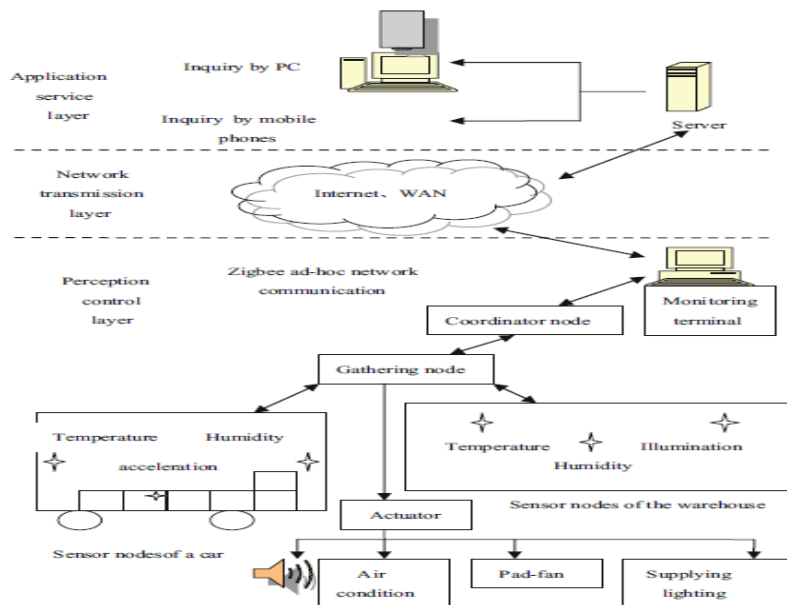 Application
service
layer
Inquiry by PC
Inquiry by mobile
phones
Server
Network
transmission
layer
Internet、WAN
Perception
control
layer
Zigbee ad-hoc network
communication
Monitoring
terminal
Coordinator node
Gathering node
Temperature Humidity
acceleration
Sensor nodesof a car
Temperature Illumination
Humidity
Sensor nodes of the warehouse
Actuator
Air
condition
Pad-fan
Supplying
lighting